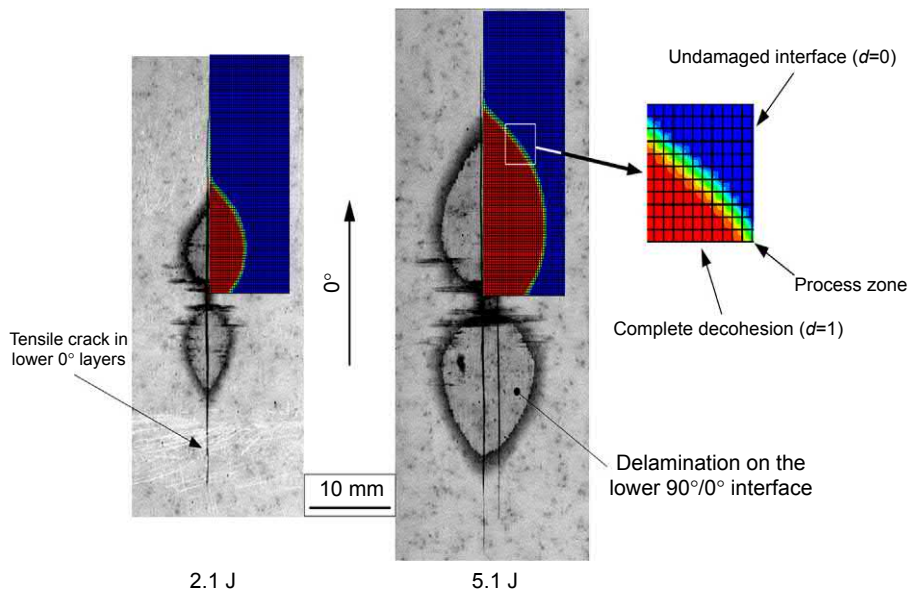 Undamaged interface (d=0)
0°
Process zone
Complete decohesion (d=1)
Tensile crack in
lower 0° layers
Delamination on the
lower 90°/0° interface
10 mm
2.1 J
5.1 J